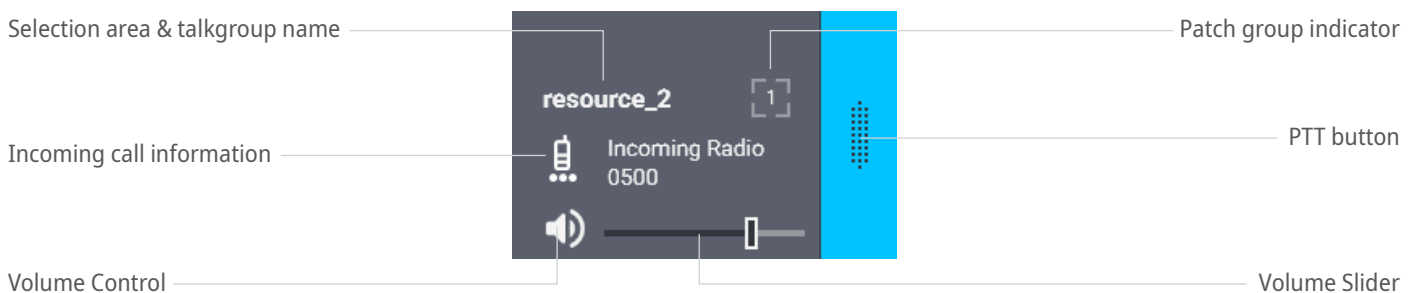 Selection area & talkgroup name
Patch group indicator
resource_2
1
PTT button
Incoming call information
Incoming Radio
0500
Volume Control
Volume Slider